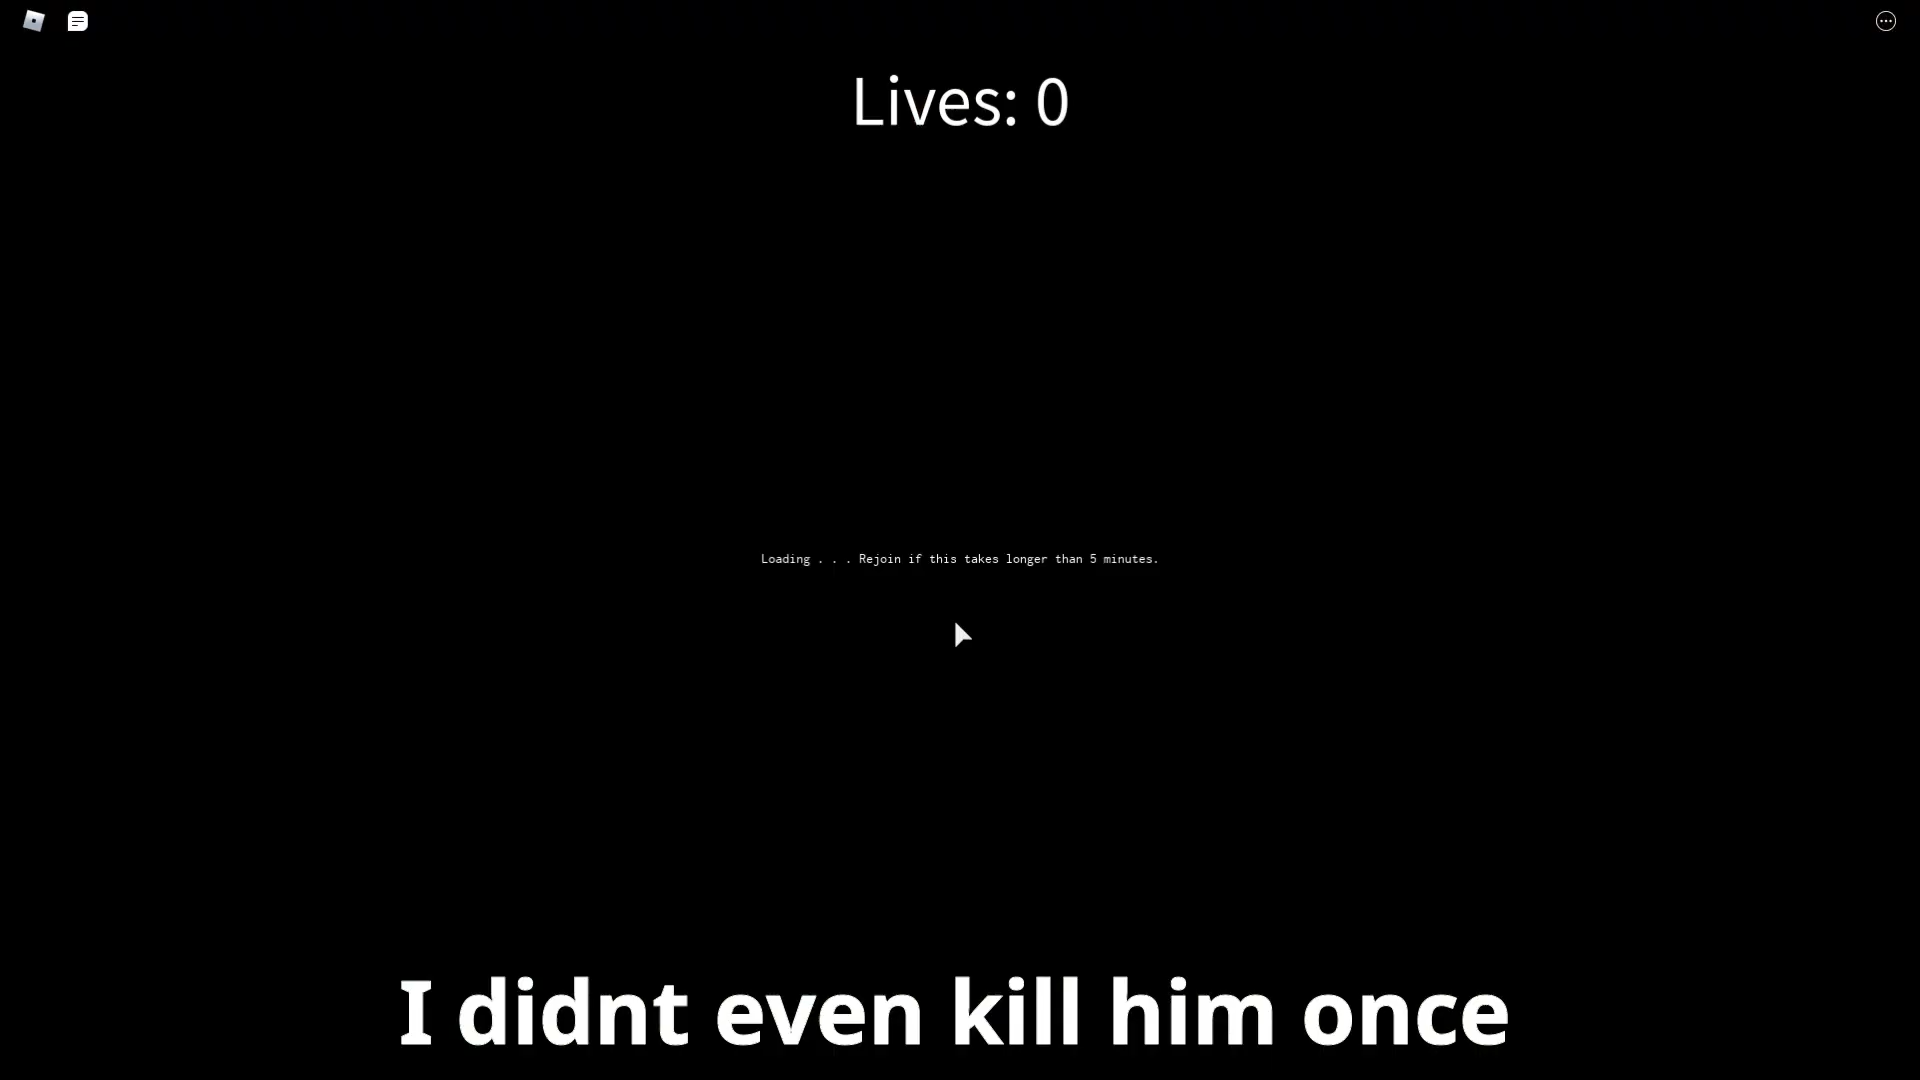 Lives: 0
Loading . . . Rejoin if this takes longer than 5 minutes.
I didnt even kill him once